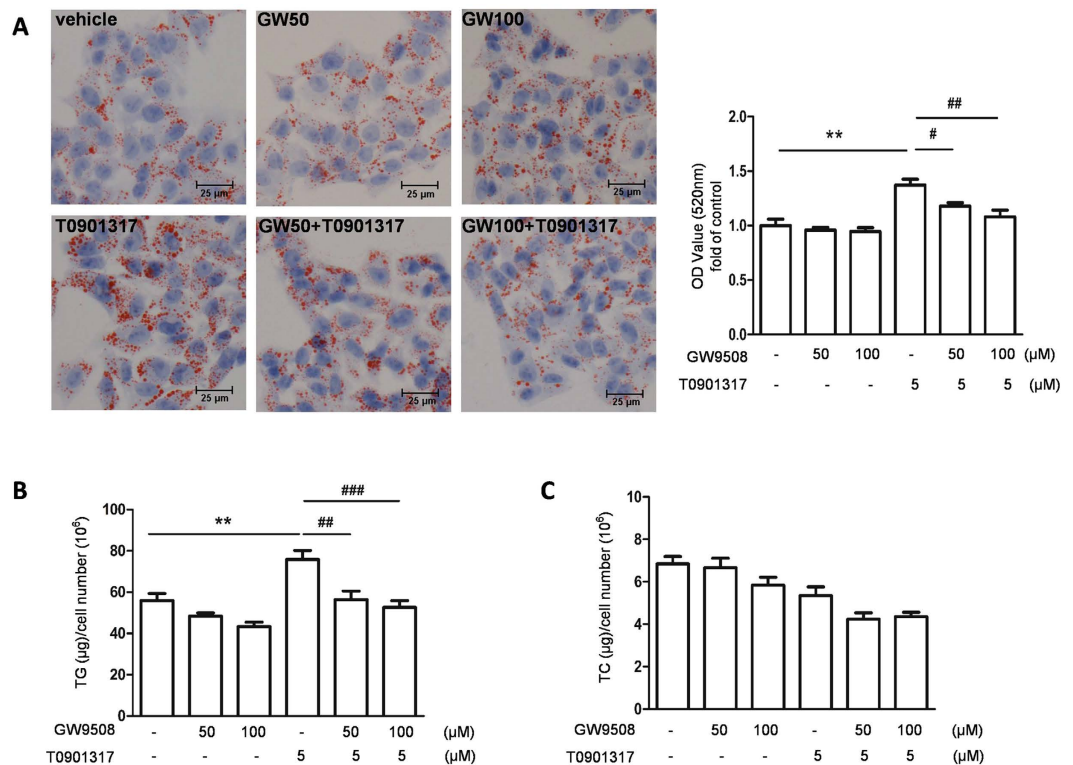 A
vehicle
GW50
GW100
25 µm
25 µm
25 µm
T0901317
GW50+T0901317
GW100+T0901317
25 µm
25 µm
25 µm
OD Value (520nm)
fold of control
2.0
1.5
1.0
0.5
0.0
**
#
##
GW9508 - 50 100 - 50 100 (µM)
T0901317 - - - 5 5 5 (µM)
B
TG (µg)/cell number (10⁶)
100
80
60
40
20
0
**
##
###
GW9508 - 50 100 - 50 100 (µM)
T0901317 - - - 5 5 5 (µM)
C
TC (µg)/cell number (10⁶)
10
8
6
4
2
0
GW9508 - 50 100 - 50 100 (µM)
T0901317 - - - 5 5 5 (µM)